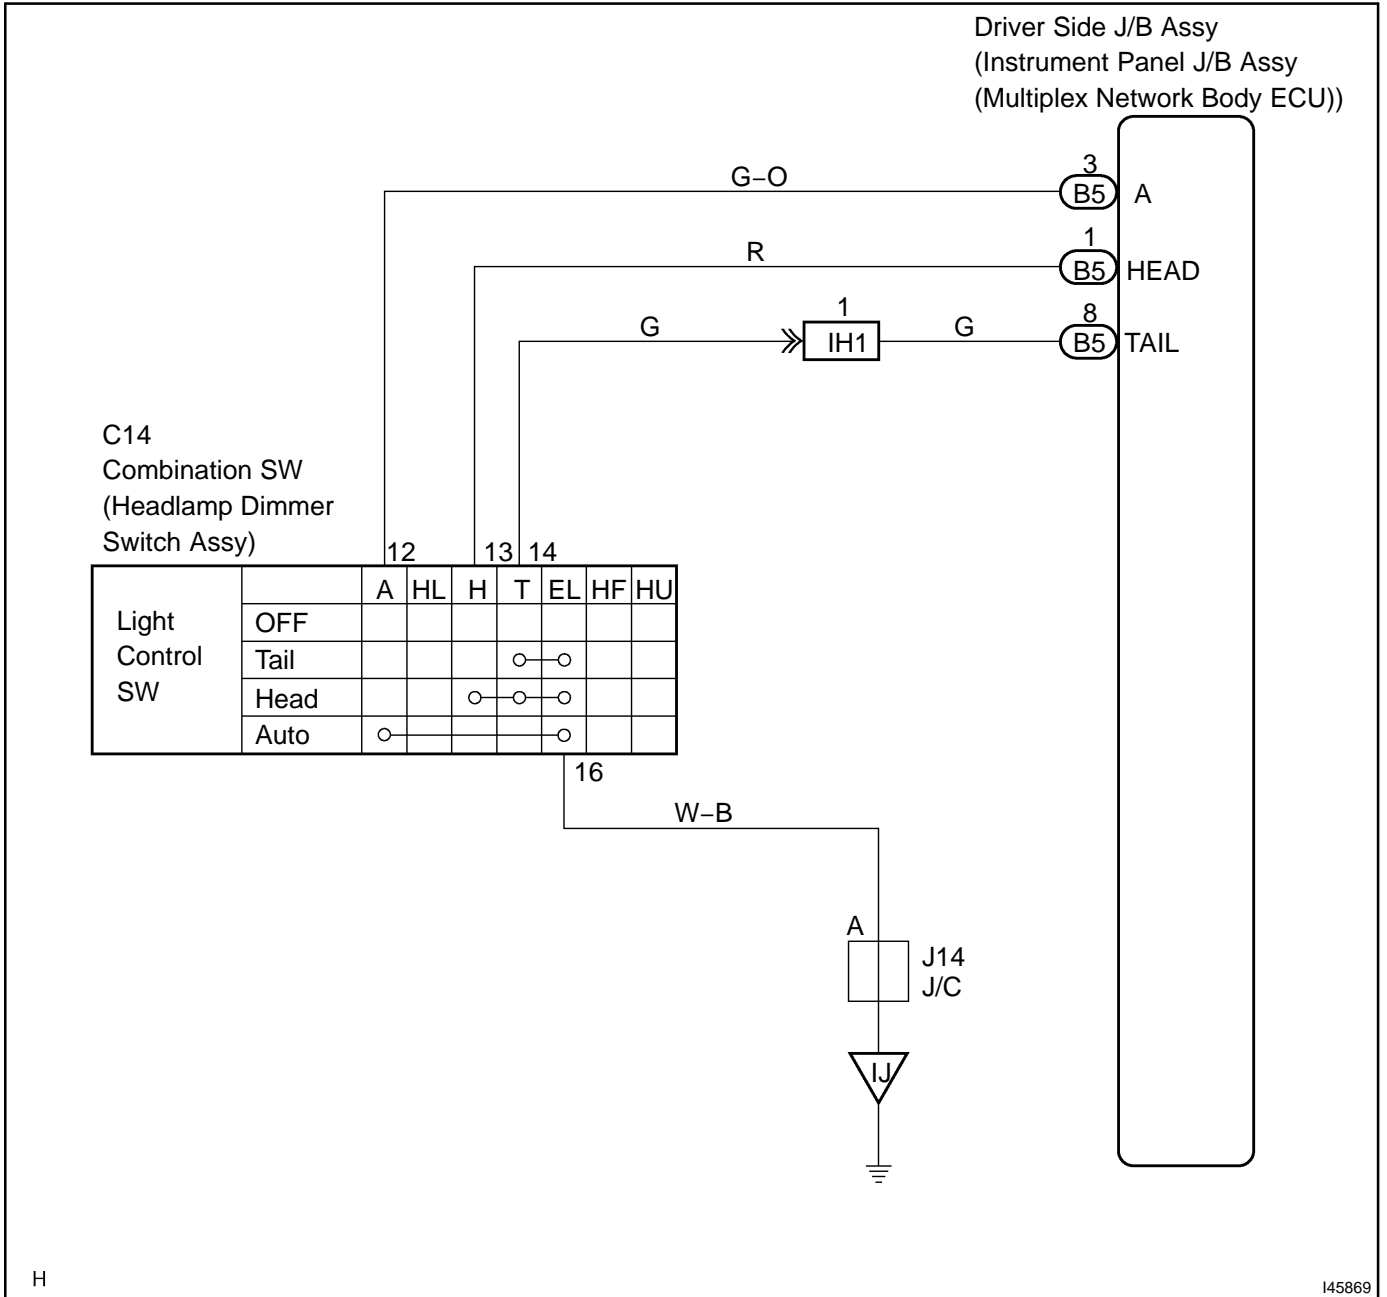 Driver Side J/B Assy
(Instrument Panel J/B Assy
(Multiplex Network Body ECU))
G–O
3
B5
A
R
1
B5
HEAD
G
1
IH1
G
8
B5
TAIL
C14
Combination SW
(Headlamp Dimmer
Switch Assy)
12
13
14
A HL H T EL HF HU
Light
Control
SW
OFF
Tail
Head
Auto
16
W–B
A
J14
J/C
IJ
H
I45869